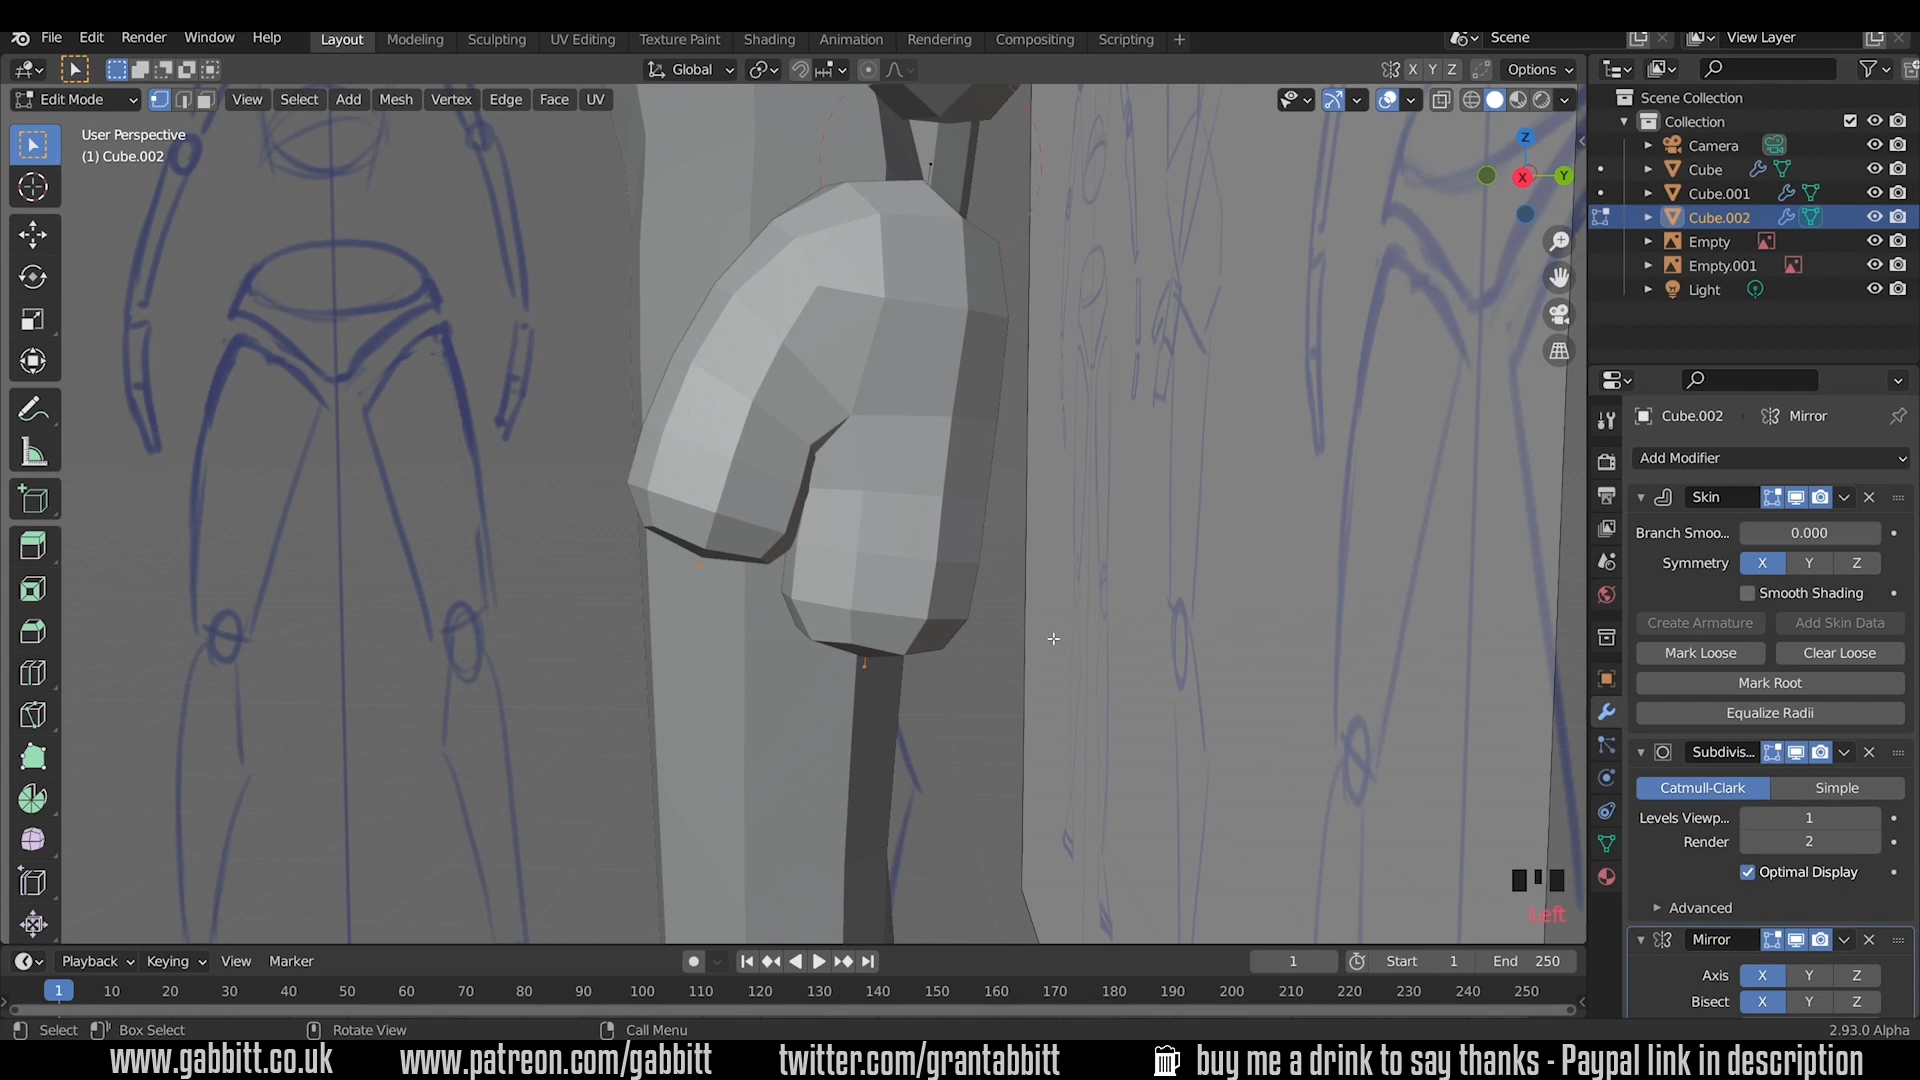 File Edit Render Window Help Layout Modeling Sculpting UV Editing Texture Paint Shading Animation Rendering Compositing Scripting + Scene View Layer
Global X Y Z Options
Edit Mode View Select Add Mesh Vertex Edge Face UV
Scene Collection
Collection
Camera
Cube
Cube.001
Cube.002
Empty
Empty.001
Light
User Perspective
(1) Cube.002
Z
X
Y
Cube.002 Mirror
Add Modifier
Skin
Branch Smoo... 0.000
Symmetry X Y Z
Smooth Shading
Create Armature Add Skin Data
Mark Loose Clear Loose
Mark Root
Equalize Radii
Subdivis...
Catmull-Clark Simple
Levels Viewp... 1
Render 2
Optimal Display
Advanced
Mirror
Axis X Y Z
Bisect X Y Z
Left
Playback Keying View Marker 1 Start 1 End 250
1 10 20 30 40 50 60 70 80 90 100 110 120 130 140 150 160 170 180 190 200 210 220 230 240 250
Select Box Select Rotate View Call Menu 2.93.0 Alpha
www.gabbitt.co.uk www.patreon.com/gabbitt twitter.com/grantabbitt buy me a drink to say thanks - Paypal link in description